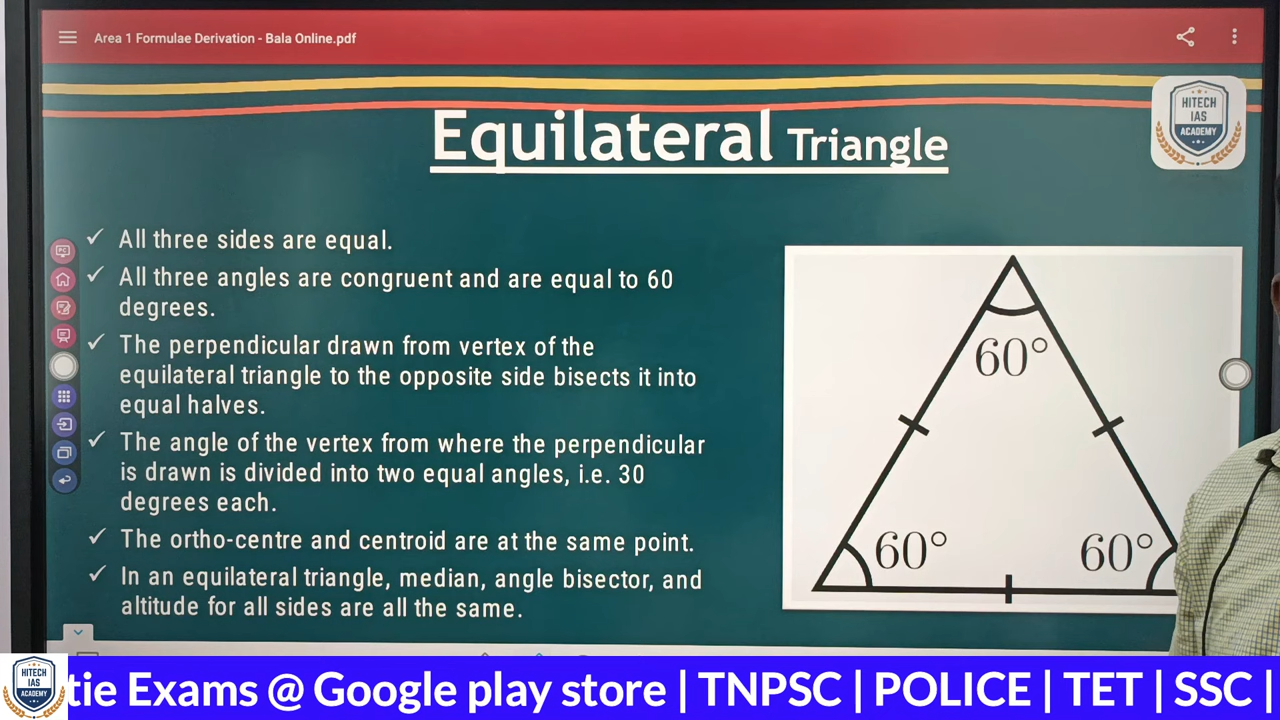 Area 1 Formulae Derivation - Bala Online.pdf
HITECH
IAS
ACADEMY
Equilateral Triangle
✓ All three sides are equal.
✓ All three angles are congruent and are equal to 60
degrees.
✓ The perpendicular drawn from vertex of the
equilateral triangle to the opposite side bisects it into
equal halves.
✓ The angle of the vertex from where the perpendicular
is drawn is divided into two equal angles, i.e. 30
degrees each.
✓ The ortho-centre and centroid are at the same point.
✓ In an equilateral triangle, median, angle bisector, and
altitude for all sides are all the same.
60°
60°
60°
PC
HITECH
IAS
ACADEMY
tie Exams @ Google play store | TNPSC | POLICE | TET | SSC |